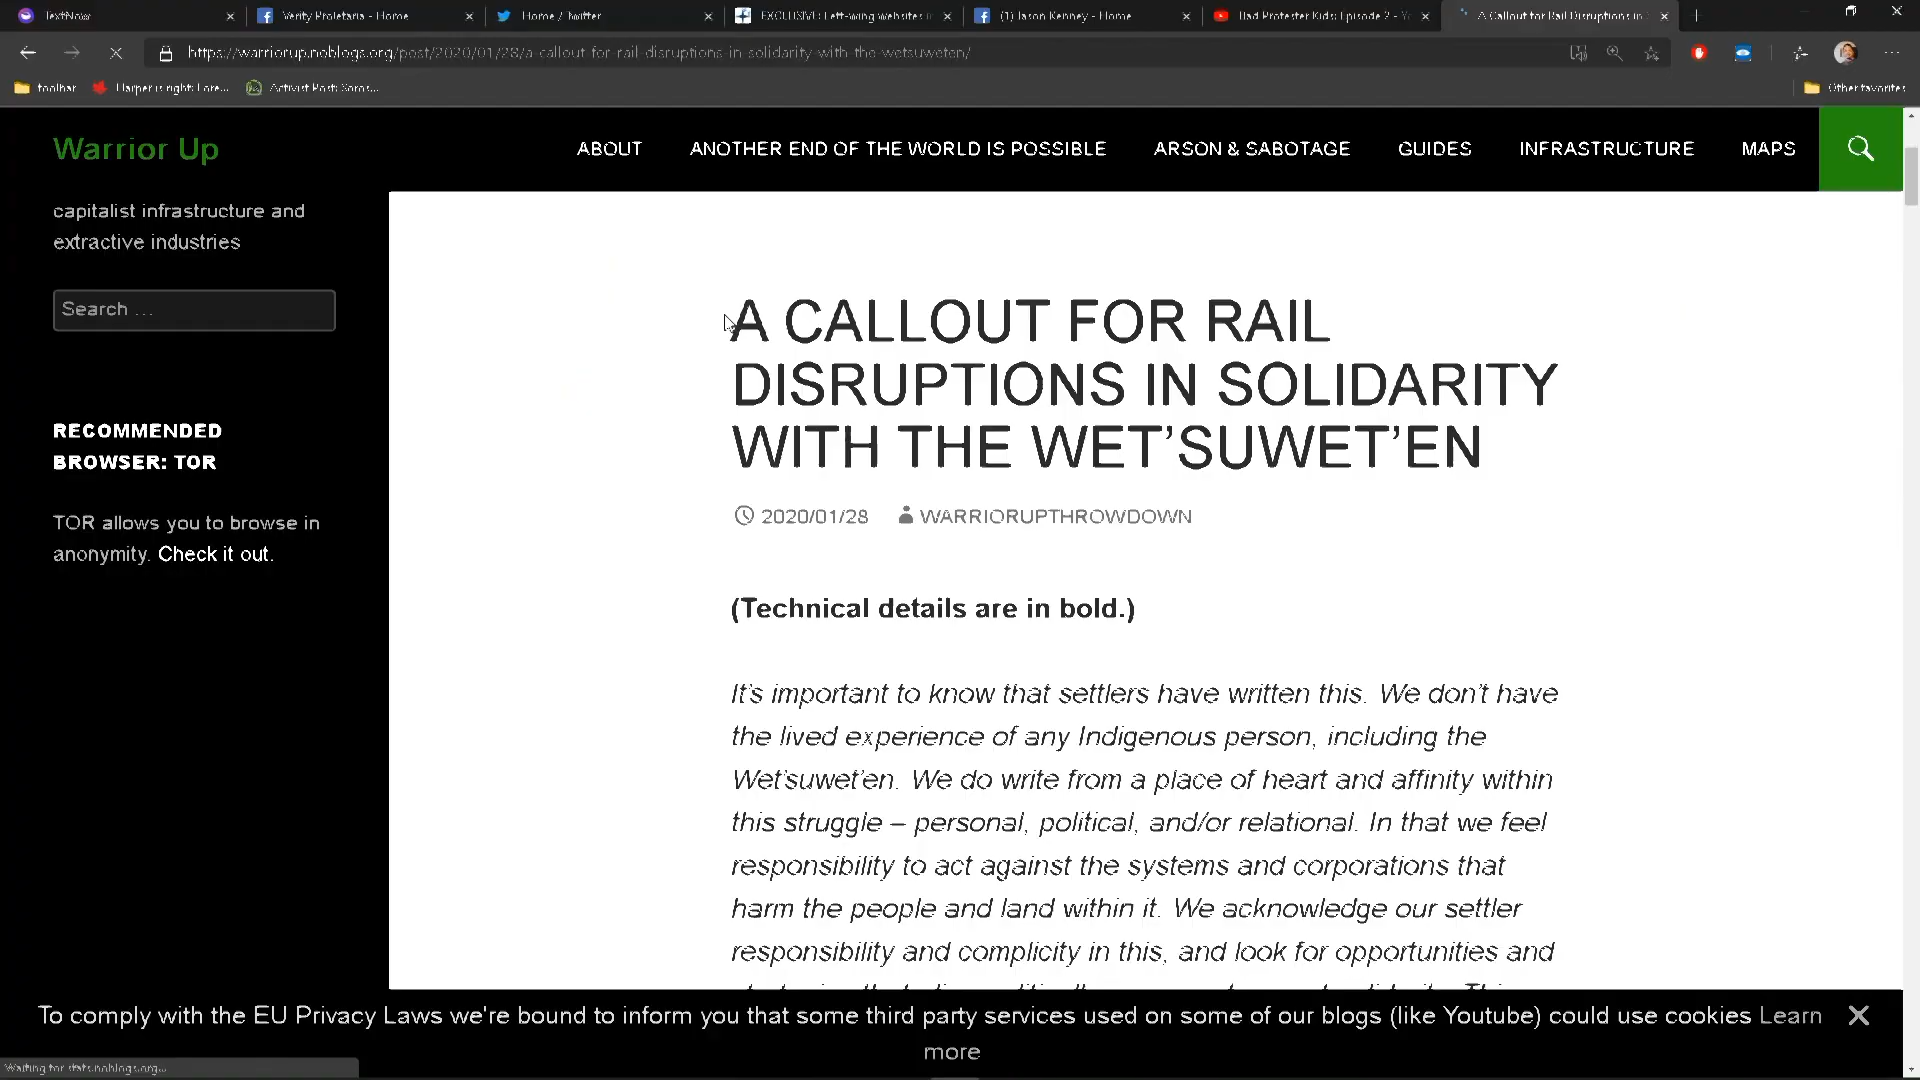 TextNow
Verity Proletaria - Home
Home / Twitter
EXCLUSIVE: Left-wing websites i
(1) Jason Kenney - Home
Bad Protester Kids: Episode 2 - Y
A Callout for Rail Disruptions in
https://warriorup.noblogs.org/post/2020/01/28/a-callout-for-rail-disruptions-in-solidarity-with-the-wetsuweten/
toolbar
Harper is right: Fore...
Activist Post: Soros...
Other favorites
Warrior Up
ABOUT
ANOTHER END OF THE WORLD IS POSSIBLE
ARSON & SABOTAGE
GUIDES
INFRASTRUCTURE
MAPS
capitalist infrastructure and
extractive industries
Search ...
RECOMMENDED
BROWSER: TOR
TOR allows you to browse in
anonymity. Check it out.
A CALLOUT FOR RAIL
DISRUPTIONS IN SOLIDARITY
WITH THE WET’SUWET’EN
2020/01/28 WARRIORUPTHROWDOWN
(Technical details are in bold.)
It’s important to know that settlers have written this. We don’t have
the lived experience of any Indigenous person, including the
Wet’suwet’en. We do write from a place of heart and affinity within
this struggle – personal, political, and/or relational. In that we feel
responsibility to act against the systems and corporations that
harm the people and land within it. We acknowledge our settler
responsibility and complicity in this, and look for opportunities and
To comply with the EU Privacy Laws we're bound to inform you that some third party services used on some of our blogs (like Youtube) could use cookies Learn
more
Waiting for stats.noblogs.org...